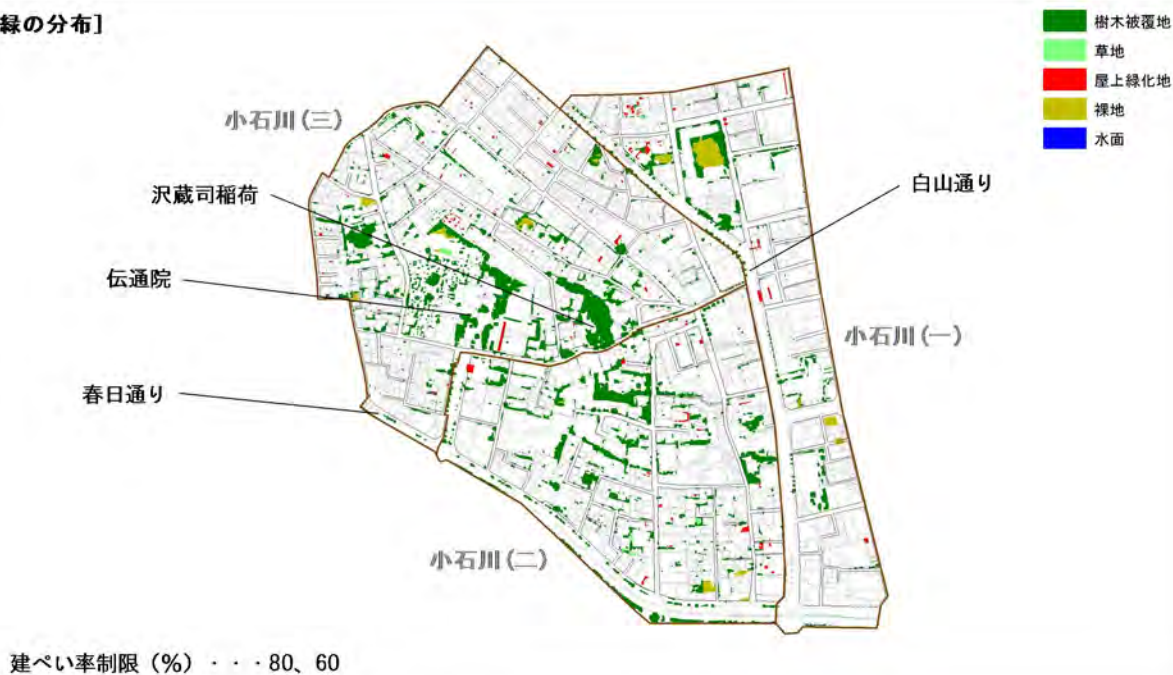 緑の分布]
樹木被覆地
草地
屋上緑化地
裸地
水面
小石川(三)
沢蔵司稲荷
白山通り
伝通院
小石川(一)
春日通り
小石川(二)
建ぺい率制限(%)・・・80、60